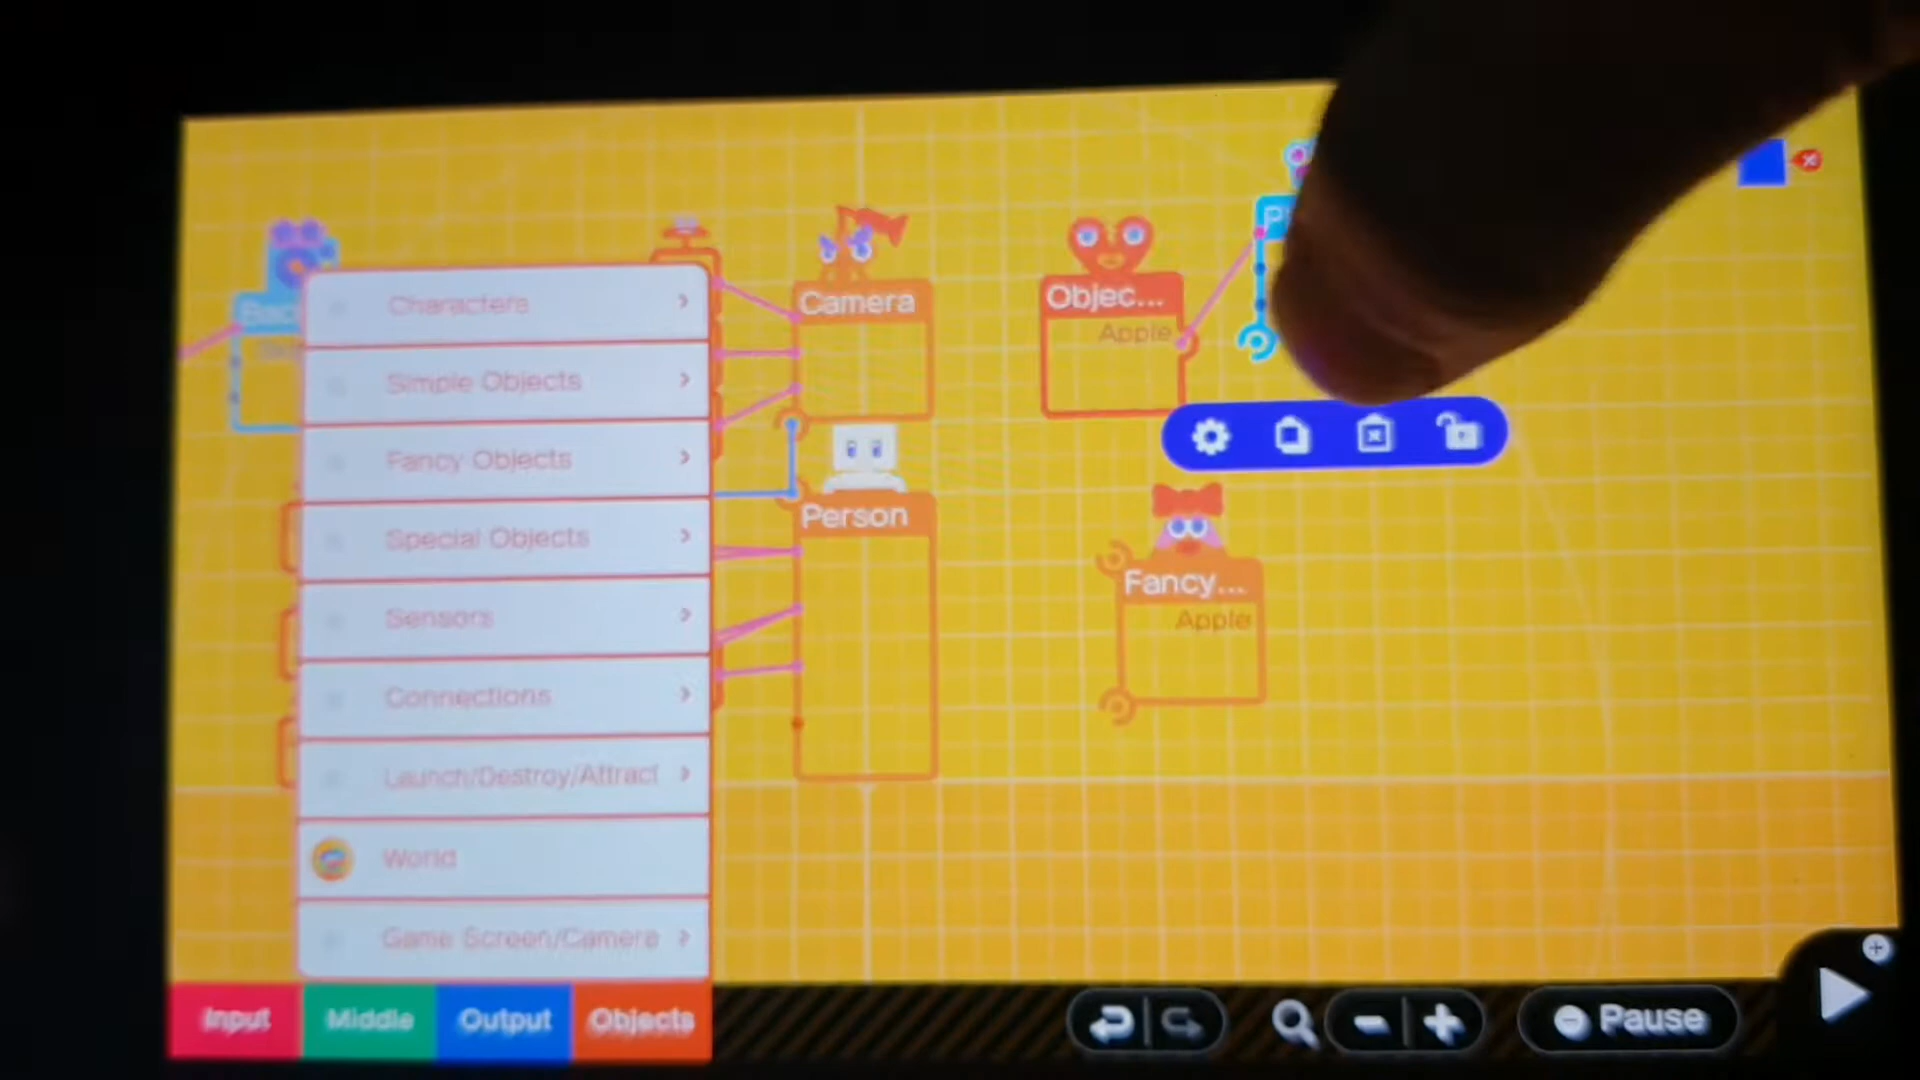 Characters
Simple Objects
Fancy Objects
Special Objects
Sensors
Connections
Launch/Destroy/Attract
World
Game Screen/Camera
Camera
Person
Objec...
Apple
Fancy...
Apple
Input
Middle
Output
Objects
Pause